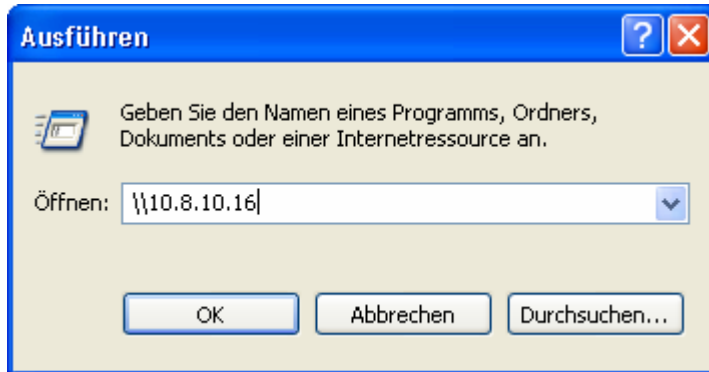 Ausführen
?
X
Geben Sie den Namen eines Programms, Ordners,
Dokuments oder einer Internetressource an.
Öffnen: \\10.8.10.16
OK Abbrechen Durchsuchen...